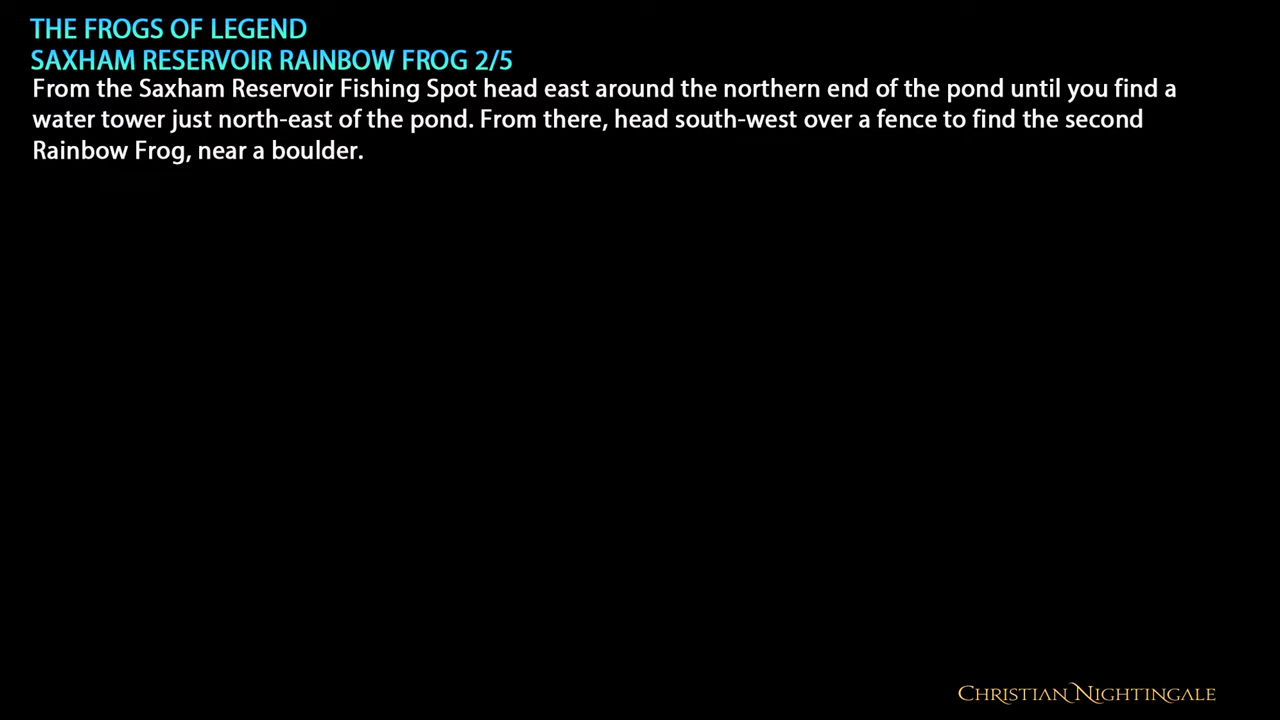 THE FROGS OF LEGEND
SAXHAM RESERVOIR RAINBOW FROG 2/5
From the Saxham Reservoir Fishing Spot head east around the northern end of the pond until you find a
water tower just north-east of the pond. From there, head south-west over a fence to find the second
Rainbow Frog, near a boulder.
CHRISTIAN NIGHTINGALE